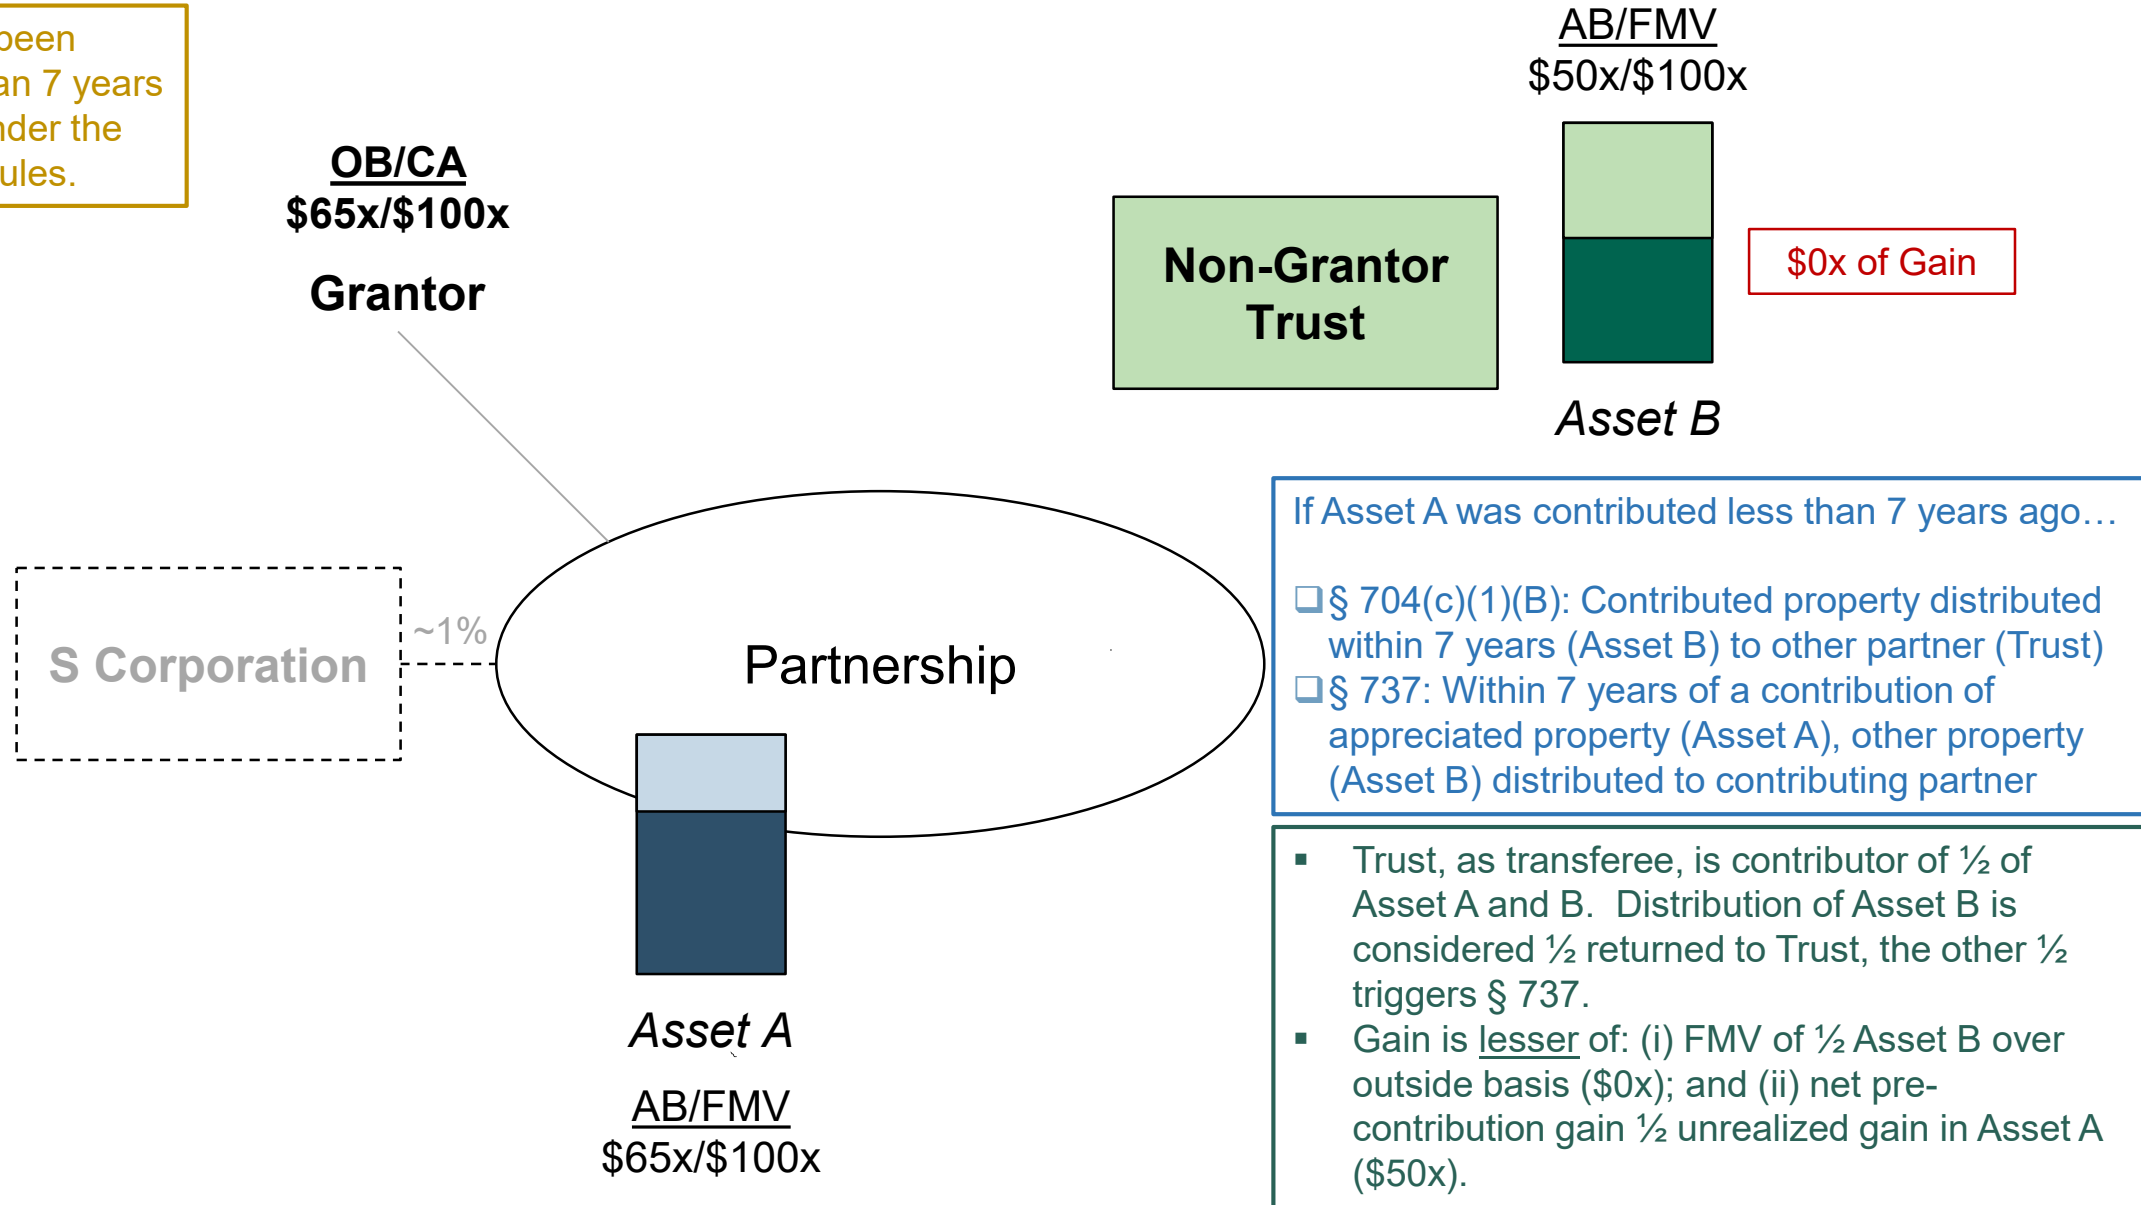 been
an 7 years
nder the
ules.
OB/CA
$65x/$100x
Grantor
AB/FMV
$50x/$100x
Non-Grantor
Trust
$0x of Gain
Asset B
S Corporation
~1%
Partnership
Asset A
AB/FMV
$65x/$100x
If Asset A was contributed less than 7 years ago…
❑ § 704(c)(1)(B): Contributed property distributed
within 7 years (Asset B) to other partner (Trust)
❑ § 737: Within 7 years of a contribution of
appreciated property (Asset A), other property
(Asset B) distributed to contributing partner
▪ Trust, as transferee, is contributor of ½ of
Asset A and B. Distribution of Asset B is
considered ½ returned to Trust, the other ½
triggers § 737.
▪ Gain is lesser of: (i) FMV of ½ Asset B over
outside basis ($0x); and (ii) net pre-
contribution gain ½ unrealized gain in Asset A
($50x).